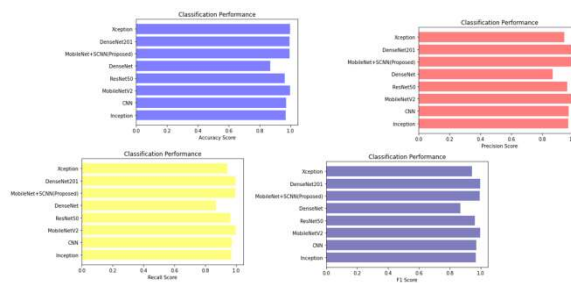 Classification Performance
Xception
DenseNet201
MobileNet+SCNN(Proposed)
DenseNet
ResNet50
MobileNetV2
CNN
Inception
0.0 0.2 0.4 0.6 0.8 1.0
Accuracy Score
Classification Performance
Xception
DenseNet201
MobileNet+SCNN(Proposed)
DenseNet
ResNet50
MobileNetV2
CNN
Inception
0.0 0.2 0.4 0.6 0.8 1.0
Precision Score
Classification Performance
Xception
DenseNet201
MobileNet+SCNN(Proposed)
DenseNet
ResNet50
MobileNetV2
CNN
Inception
0.0 0.2 0.4 0.6 0.8 1.0
Recall Score
Classification Performance
Xception
DenseNet201
MobileNet+SCNN(Proposed)
DenseNet
ResNet50
MobileNetV2
CNN
Inception
0.0 0.2 0.4 0.6 0.8 1.0
F1 Score